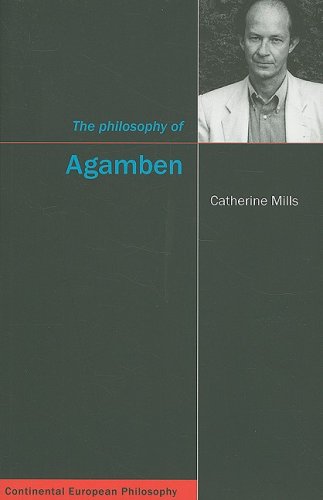 The philosophy of
Agamben
Catherine Mills
Continental European Philosophy